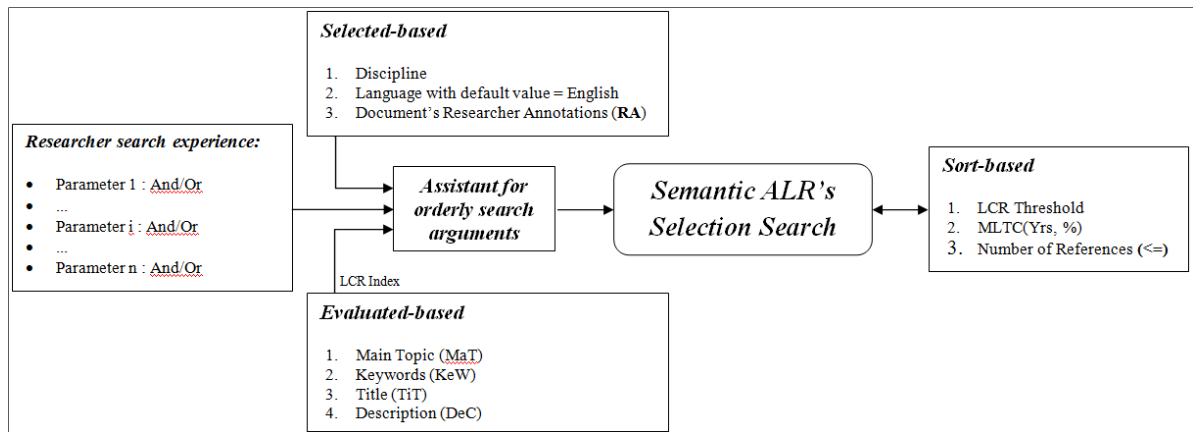 Selected-based
1. Discipline
2. Language with default value = English
3. Document's Researcher Annotations (RA)
Researcher search experience:
• Parameter 1 : And/Or
• ...
• Parameter i : And/Or
• ...
• Parameter n : And/Or
Assistant for
orderly search
arguments
Semantic ALR's
Selection Search
Sort-based
1. LCR Threshold
2. MLTC(Yrs, %)
3. Number of References (<=)
LCR Index
Evaluated-based
1. Main Topic (MaT)
2. Keywords (KeW)
3. Title (TiT)
4. Description (DeC)